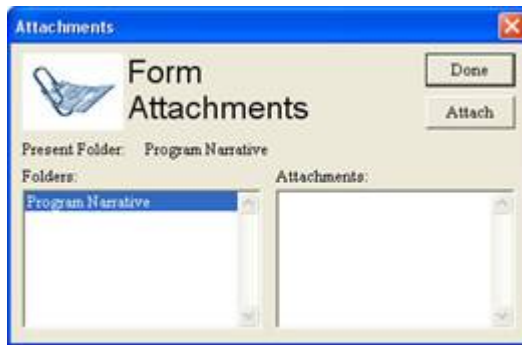 Attachments
Form
Attachments
Done
Attach
Present Folder: Program Narrative
Folders:
Attachments:
Program Narrative